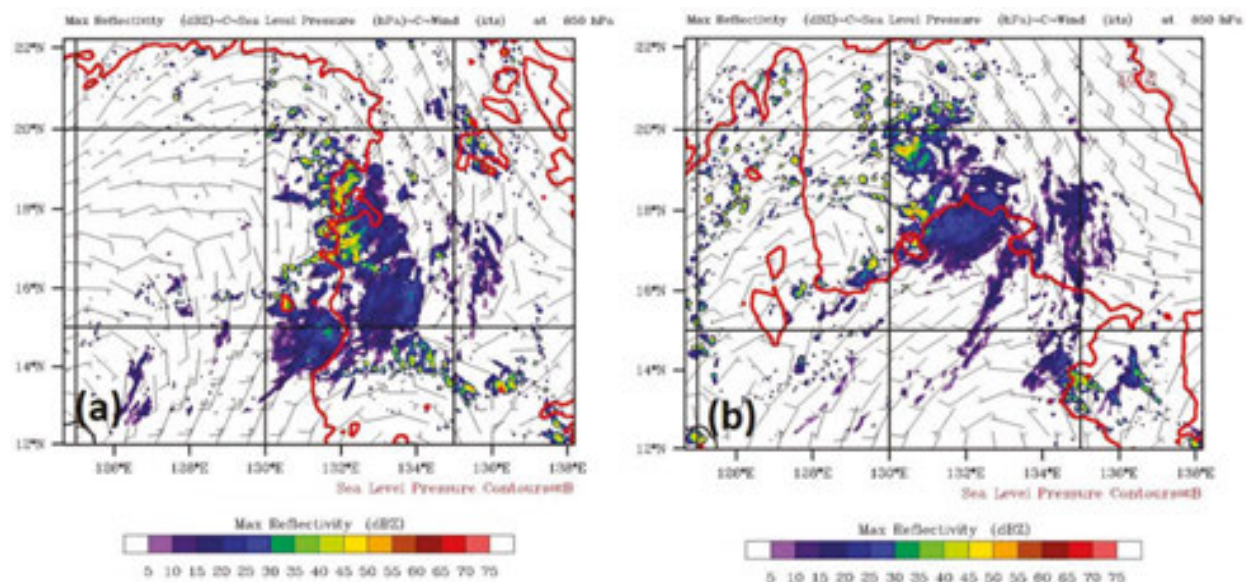 Max Reflectivity (dBZ)~C~Sea Level Pressure (hPa)~C~Wind (kts) at 850 hPa
22°N
20°N
18°N
16°N
14°N
12°N
(a)
126°E 128°E 130°E 132°E 134°E 136°E 138°E
Sea Level Pressure Contours
Max Reflectivity (dBZ)
5 10 15 20 25 30 35 40 45 50 55 60 65 70 75
Max Reflectivity (dBZ)~C~Sea Level Pressure (hPa)~C~Wind (kts) at 850 hPa
22°N
20°N
18°N
16°N
14°N
12°N
(b)
128°E 130°E 132°E 134°E 136°E 138°E
Sea Level Pressure Contours
Max Reflectivity (dBZ)
5 10 15 20 25 30 35 40 45 50 55 60 65 70 75